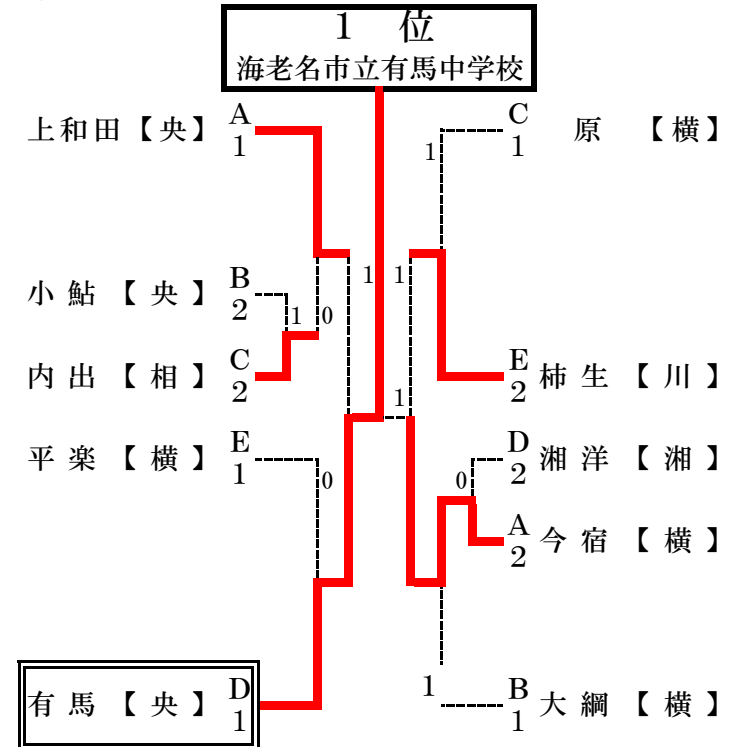 1 位
海老名市立有馬中学校
上和田【央】 A 1
C 1 原 【横】
1
小鮎【央】 B 2
1 1
1 0
内出【相】 C 2
E 2 柿生【川】
1
平楽【横】 E 1
D 2 湘洋【湘】
0
0
A 2 今宿【横】
有馬【央】 D 1
1
B 1 大綱【横】